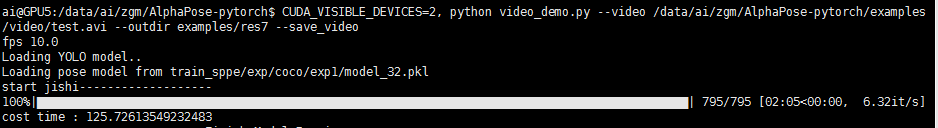 ai@GPU5:/data/ai/zgm/AlphaPose-pytorch$ CUDA_VISIBLE_DEVICES=2, python video_demo.py --video /data/ai/zgm/AlphaPose-pytorch/examples
/video/test.avi --outdir examples/res7 --save_video
fps 10.0
Loading YOLO model..
Loading pose model from train_sppe/exp/coco/exp1/model_32.pkl
start jishi-------------------
100%| | 795/795 [02:05<00:00, 6.32it/s]
cost time : 125.72613549232483